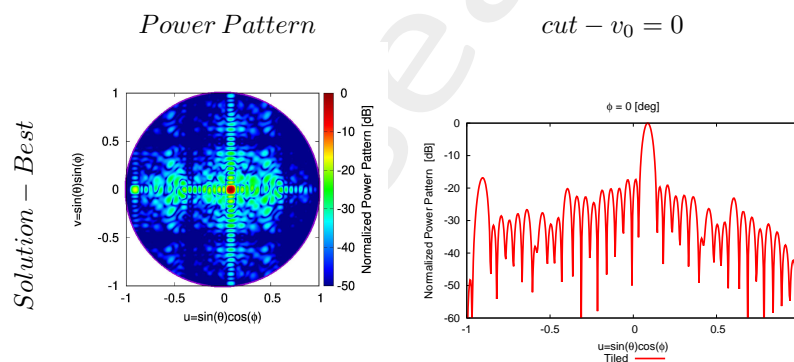 Power Pattern
cut − v0 = 0
Solution − Best
1
0.5
0
-0.5
-1
-1
-0.5
0
0.5
1
v=sin(θ)sin(ϕ)
u=sin(θ)cos(ϕ)
0
-10
-20
-30
-40
-50
Normalized Power Pattern [dB]
ϕ = 0 [deg]
0
-10
-20
-30
-40
-50
-60
-1
-0.5
0
0.5
Normalized Power Pattern [dB]
u=sin(θ)cos(ϕ)
Tiled